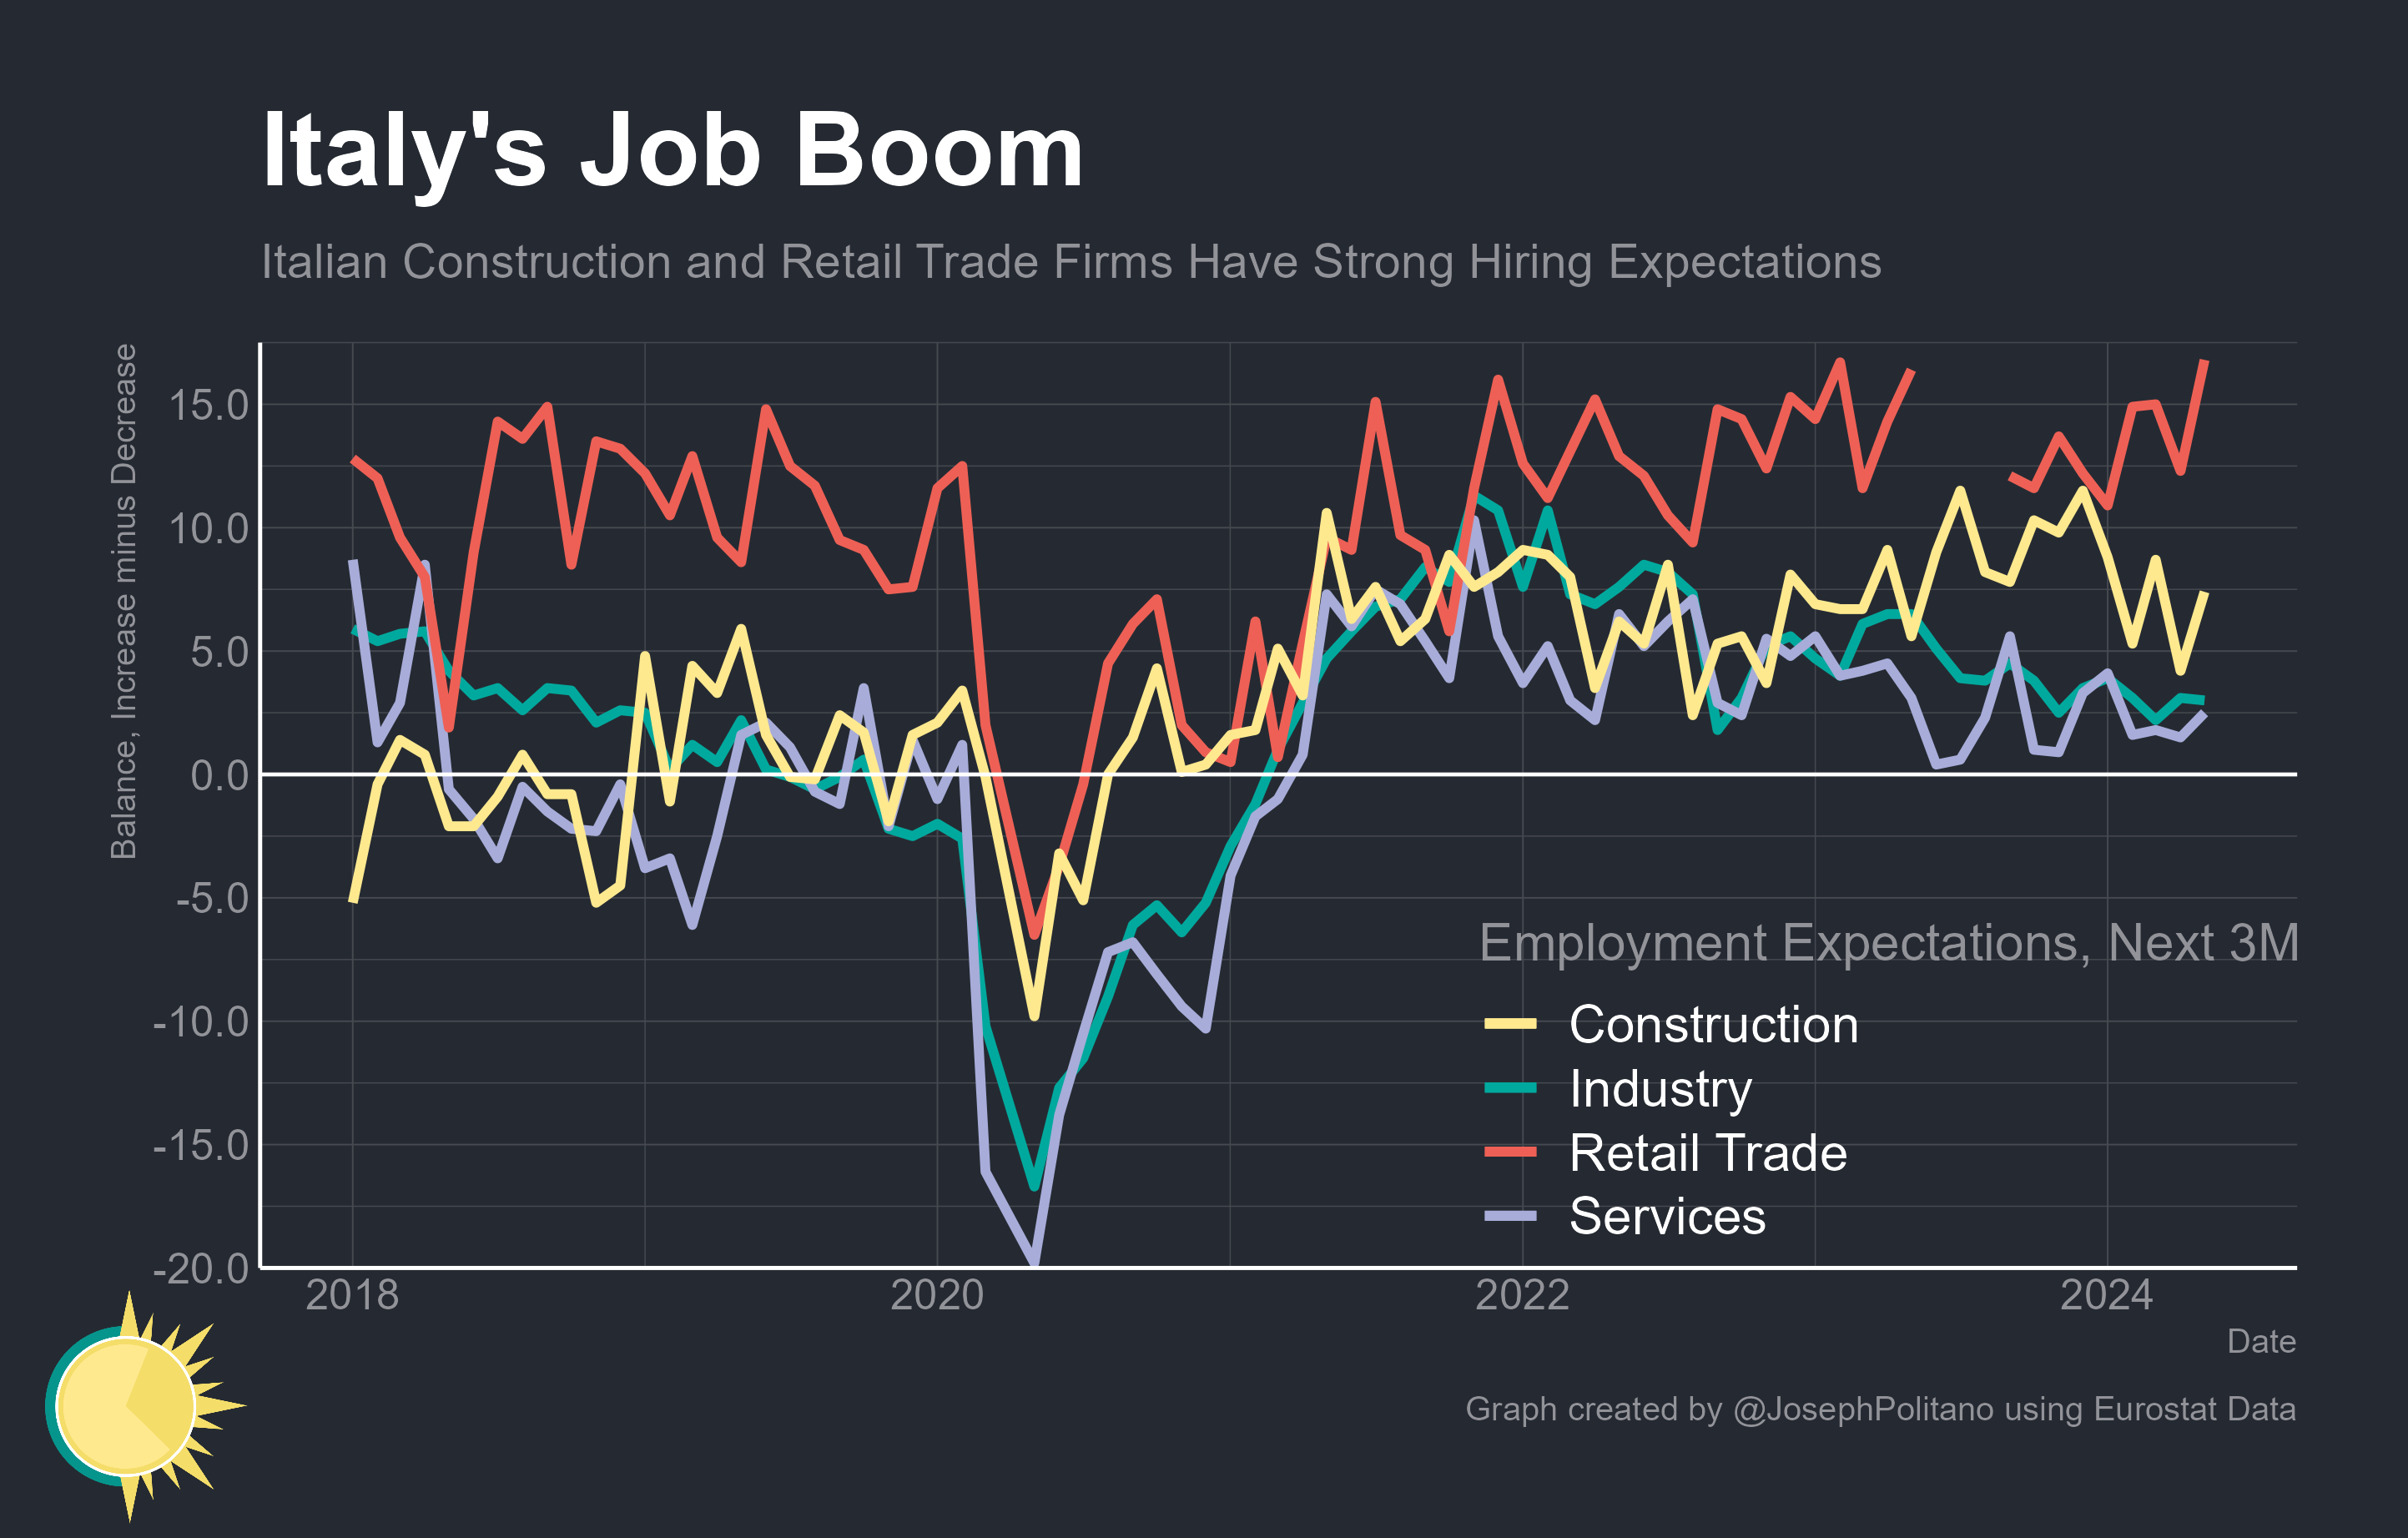 Italy's Job Boom
Italian Construction and Retail Trade Firms Have Strong Hiring Expectations
Balance, Increase minus Decrease
15.0
10.0
5.0
0.0
-5.0
-10.0
-15.0
-20.0
Employment Expectations, Next 3M
Construction
Industry
Retail Trade
Services
2018
2020
2022
2024
Date
Graph created by @JosephPolitano using Eurostat Data